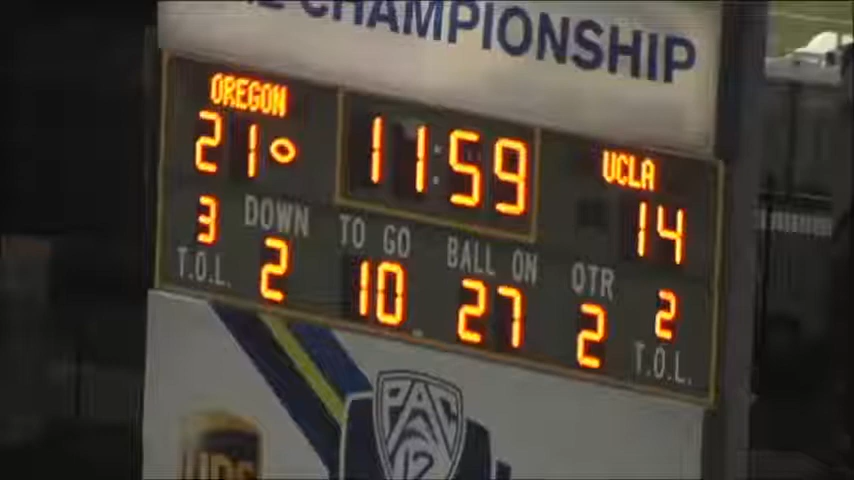 CHAMPIONSHIP
OREGON 11:59 UCLA
21 14
3 DOWN TO GO BALL ON QTR 2
T.O.L. 2 10 27 2 T.O.L.
PAC
12
UPS